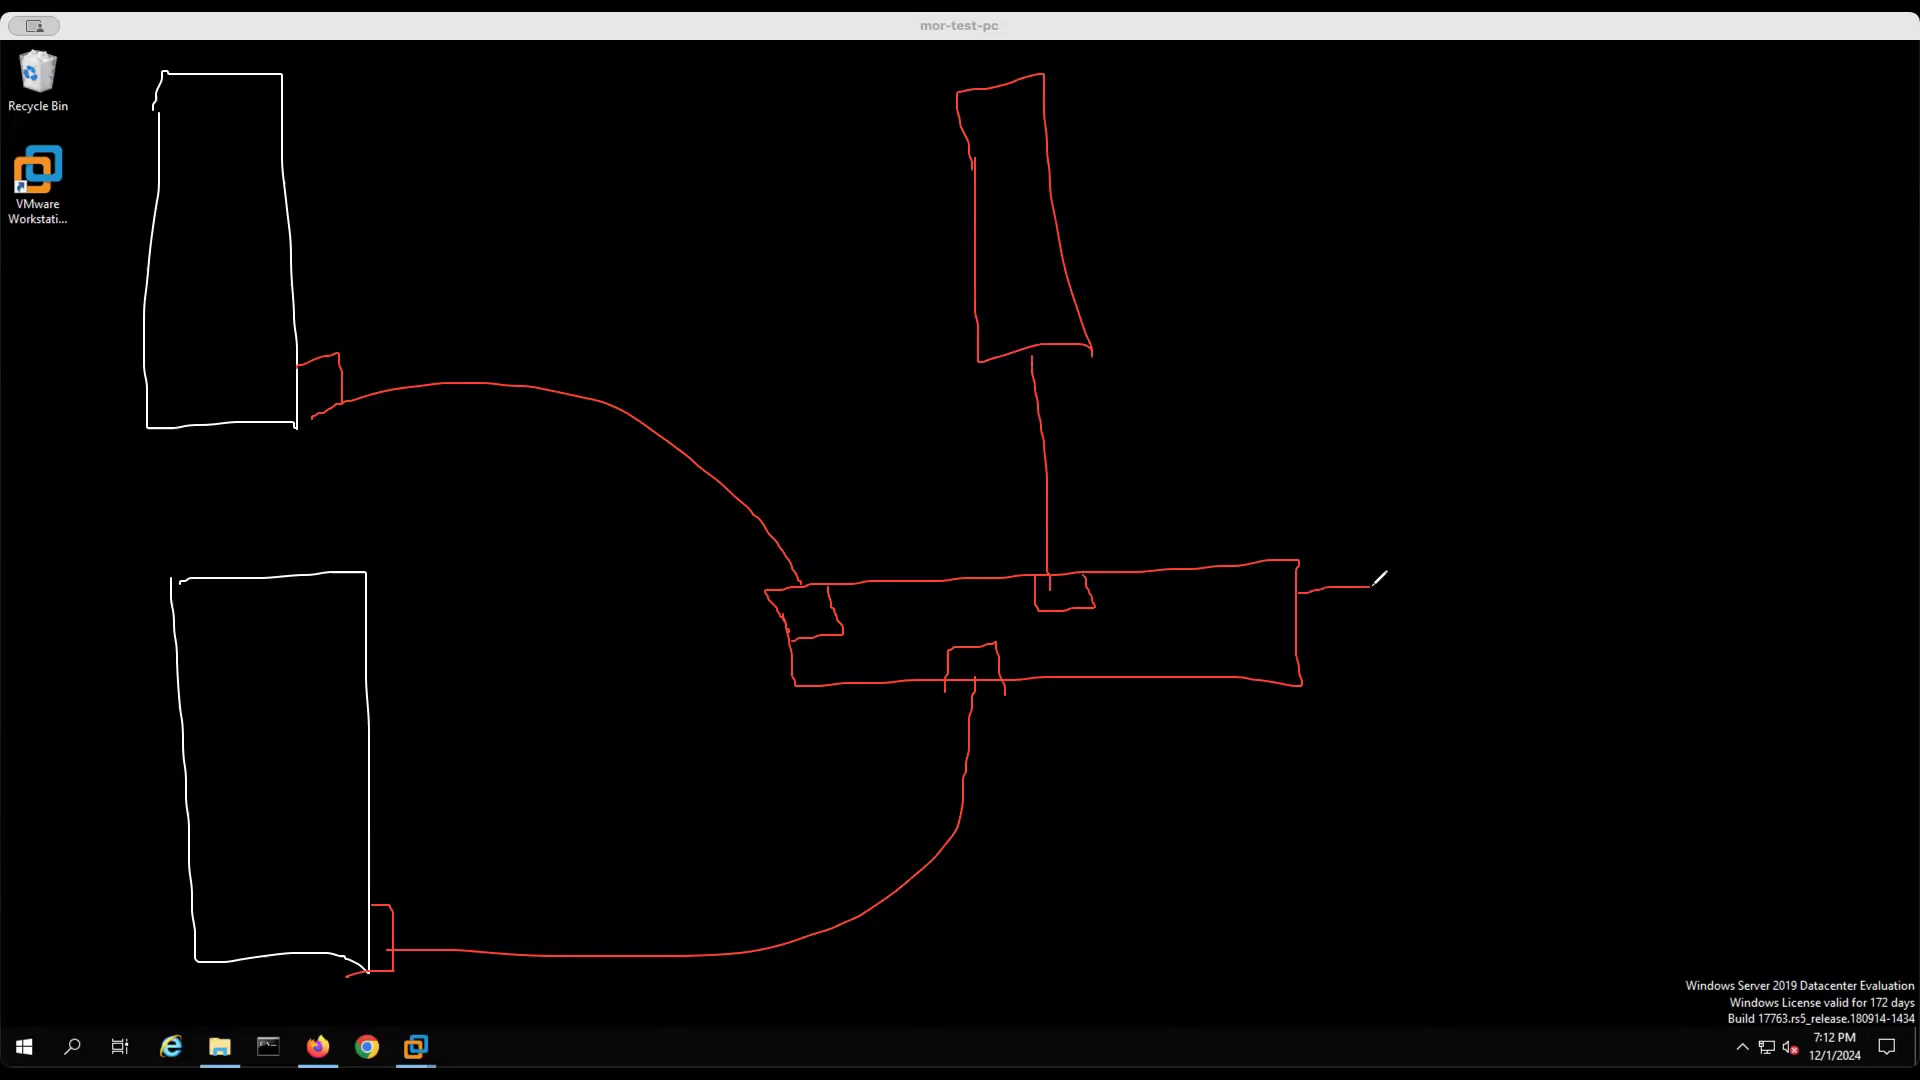 mor-test-pc
Recycle Bin
VMware
Workstati...
Windows Server 2019 Datacenter Evaluation
Windows License valid for 172 days
Build 17763.rs5_release.180914-1434
7:12 PM
12/1/2024